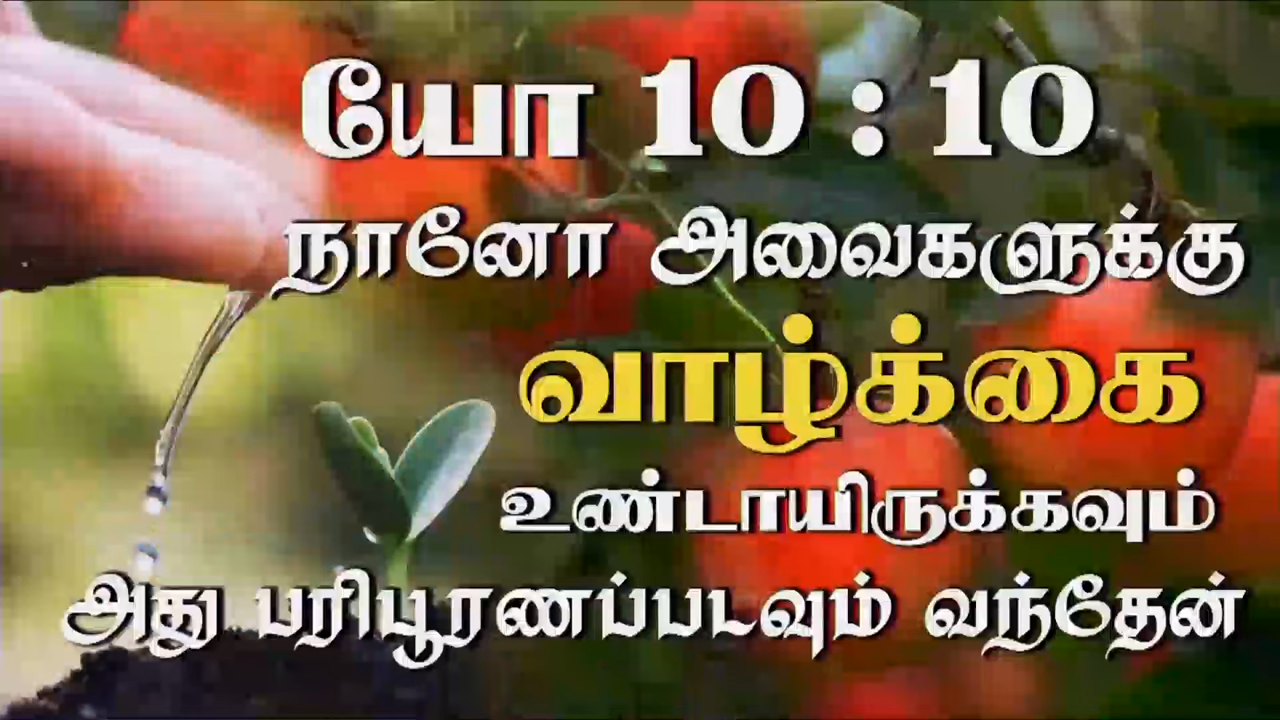 யோ 10 : 10
நானோ அவைகளுக்கு
வாழ்க்கை
உண்டாயிருக்கவும்
அது பரிபூரணப்படவும் வந்தேன்